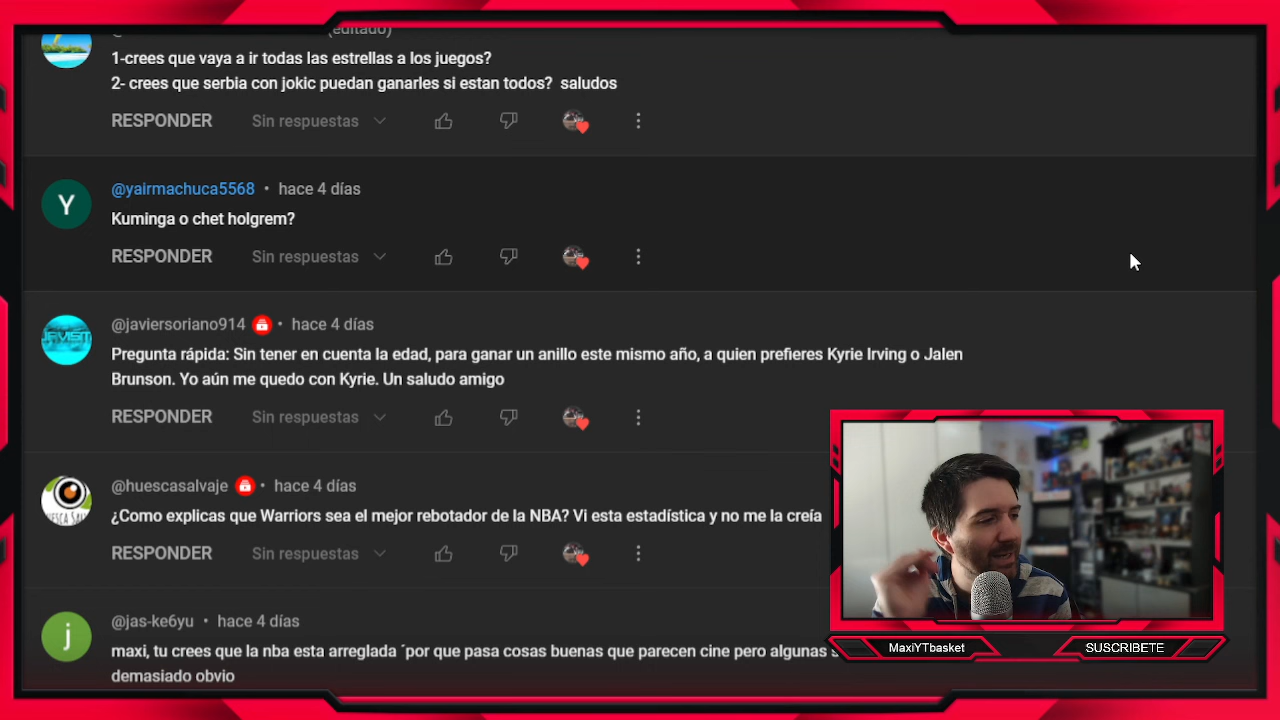 (editado)
1-crees que vaya a ir todas las estrellas a los juegos?
2- crees que serbia con jokic puedan ganarles si estan todos? saludos
RESPONDER Sin respuestas
Y
@yairmachuca5568 • hace 4 días
Kuminga o chet holgrem?
RESPONDER Sin respuestas
@javiersoriano914 • hace 4 días
Pregunta rápida: Sin tener en cuenta la edad, para ganar un anillo este mismo año, a quien prefieres Kyrie Irving o Jalen
Brunson. Yo aún me quedo con Kyrie. Un saludo amigo
RESPONDER Sin respuestas
@huescasalvaje • hace 4 días
¿Como explicas que Warriors sea el mejor rebotador de la NBA? Vi esta estadística y no me la creía
RESPONDER Sin respuestas
j
@jas-ke6yu • hace 4 días
maxi, tu crees que la nba esta arreglada ´por que pasa cosas buenas que parecen cine pero algunas
demasiado obvio
MaxiYTbasket
SUSCRIBETE